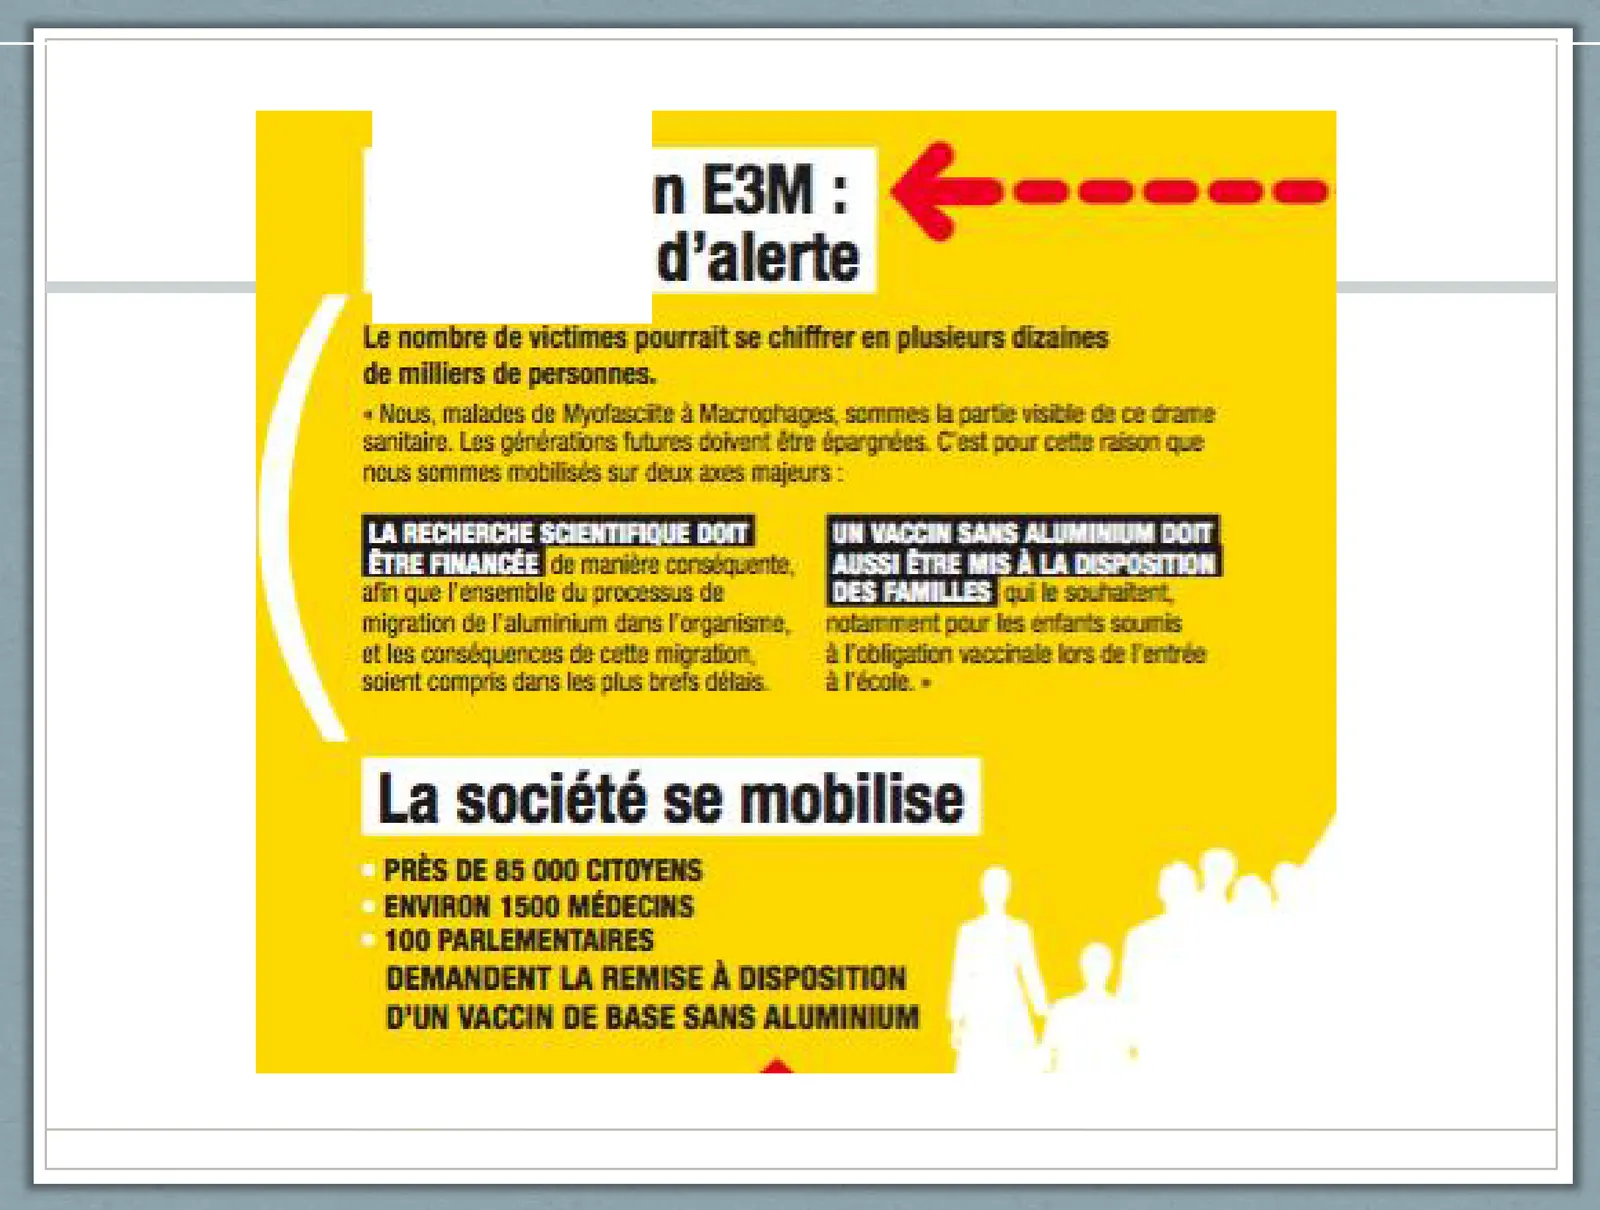 n E3M :
d'alerte
Le nombre de victimes pourrait se chiffrer en plusieurs dizaines
de milliers de personnes.
« Nous, malades de Myofasciite à Macrophages, sommes la partie visible de ce drame
sanitaire. Les générations futures doivent être épargnées. C'est pour cette raison que
nous sommes mobilisés sur deux axes majeurs :
LA RECHERCHE SCIENTIFIQUE DOIT
ÊTRE FINANCÉE de manière conséquente,
afin que l'ensemble du processus de
migration de l'aluminium dans l'organisme,
et les conséquences de cette migration,
soient compris dans les plus brefs délais.
UN VACCIN SANS ALUMINIUM DOIT
AUSSI ÊTRE MIS À LA DISPOSITION
DES FAMILLES qui le souhaitent,
notamment pour les enfants soumis
à l'obligation vaccinale lors de l'entrée
à l'école. »
La société se mobilise
• PRÈS DE 85 000 CITOYENS
• ENVIRON 1500 MÉDECINS
• 100 PARLEMENTAIRES
DEMANDENT LA REMISE À DISPOSITION
D'UN VACCIN DE BASE SANS ALUMINIUM